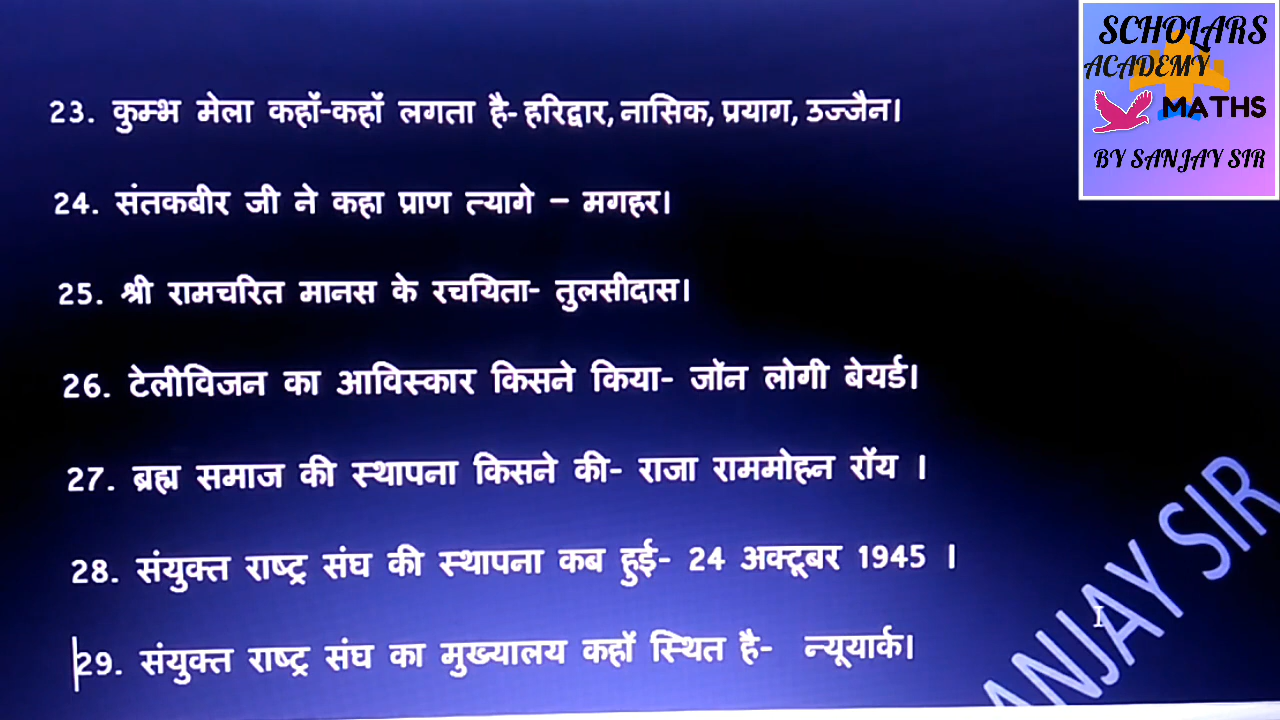 SCHOLARS
ACADEMY
MATHS
BY SANJAY SIR
23. कुम्भ मेला कहॉं-कहॉं लगता है- हरिद्वार, नासिक, प्रयाग, उज्जैन।
24. संतकबीर जी ने कहा प्राण त्यागे – मगहर।
25. श्री रामचरित मानस के रचयिता- तुलसीदास।
26. टेलीविजन का आविस्कार किसने किया- जॉन लोगी बेयर्ड।
27. ब्रह्म समाज की स्थापना किसने की- राजा राममोहन रॉय ।
28. संयुक्त राष्ट्र संघ की स्थापना कब हुई- 24 अक्टूबर 1945 ।
29. संयुक्त राष्ट्र संघ का मुख्यालय कहॉं स्थित है- न्यूयार्क।
ANJAY SIR